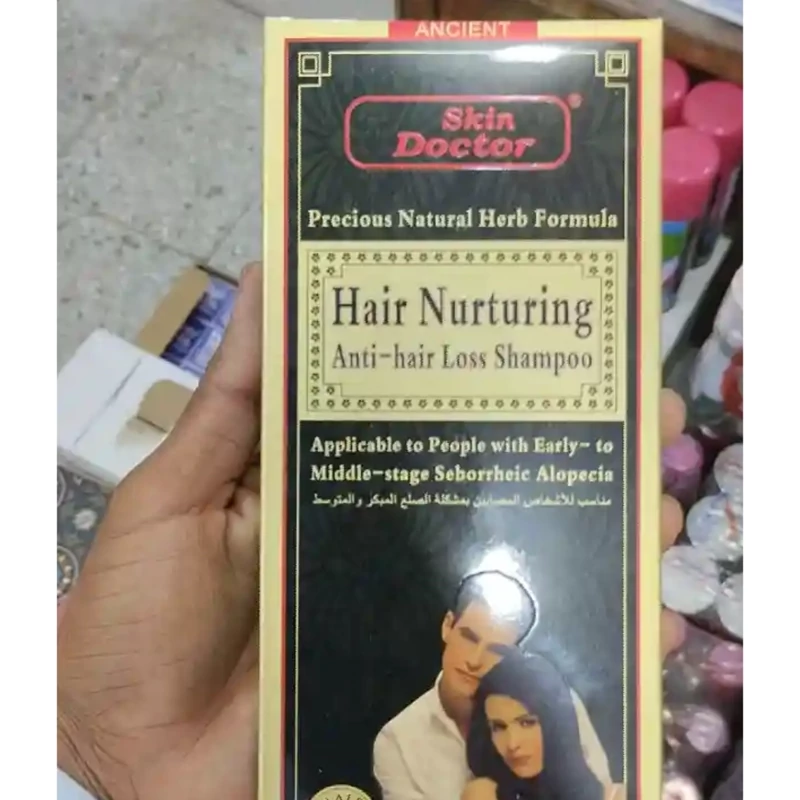 ANCIENT
Skin
Doctor®
Precious Natural Herb Formula
Hair Nurturing
Anti-hair Loss Shampoo
Applicable to People with Early- to
Middle-stage Seborrheic Alopecia
مناسب للأشخاص المصابين بمشكلة الصلع المبكر والمتوسط